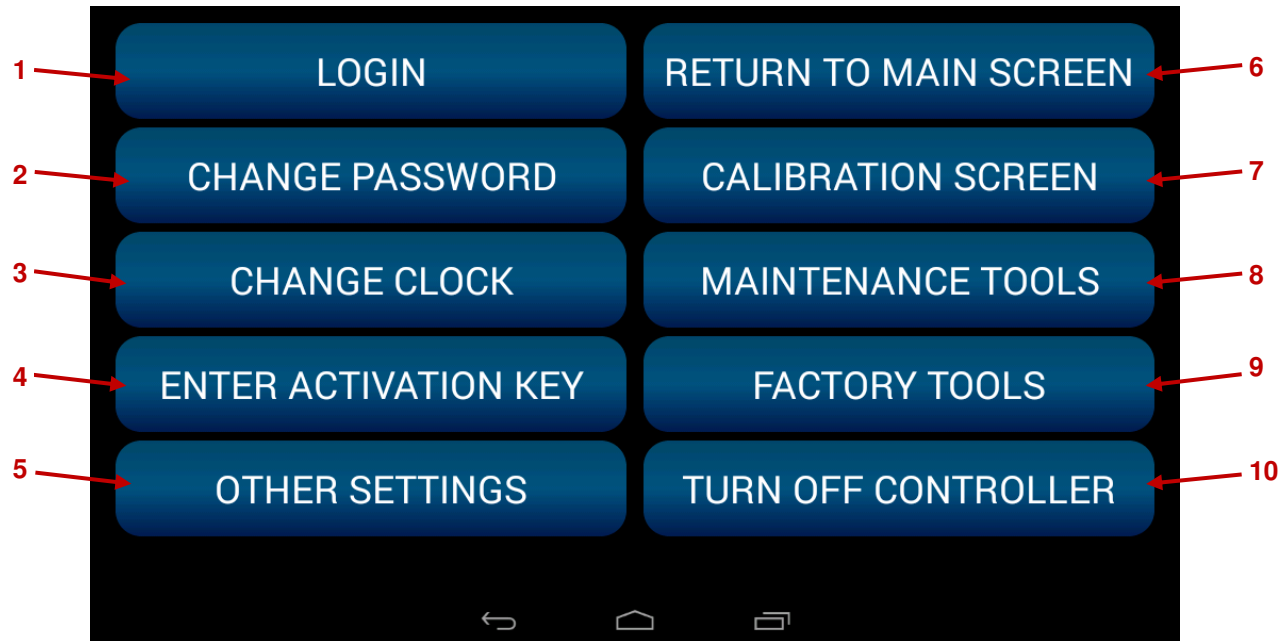 1 LOGIN RETURN TO MAIN SCREEN 6
2 CHANGE PASSWORD CALIBRATION SCREEN 7
3 CHANGE CLOCK MAINTENANCE TOOLS 8
4 ENTER ACTIVATION KEY FACTORY TOOLS 9
5 OTHER SETTINGS TURN OFF CONTROLLER 10